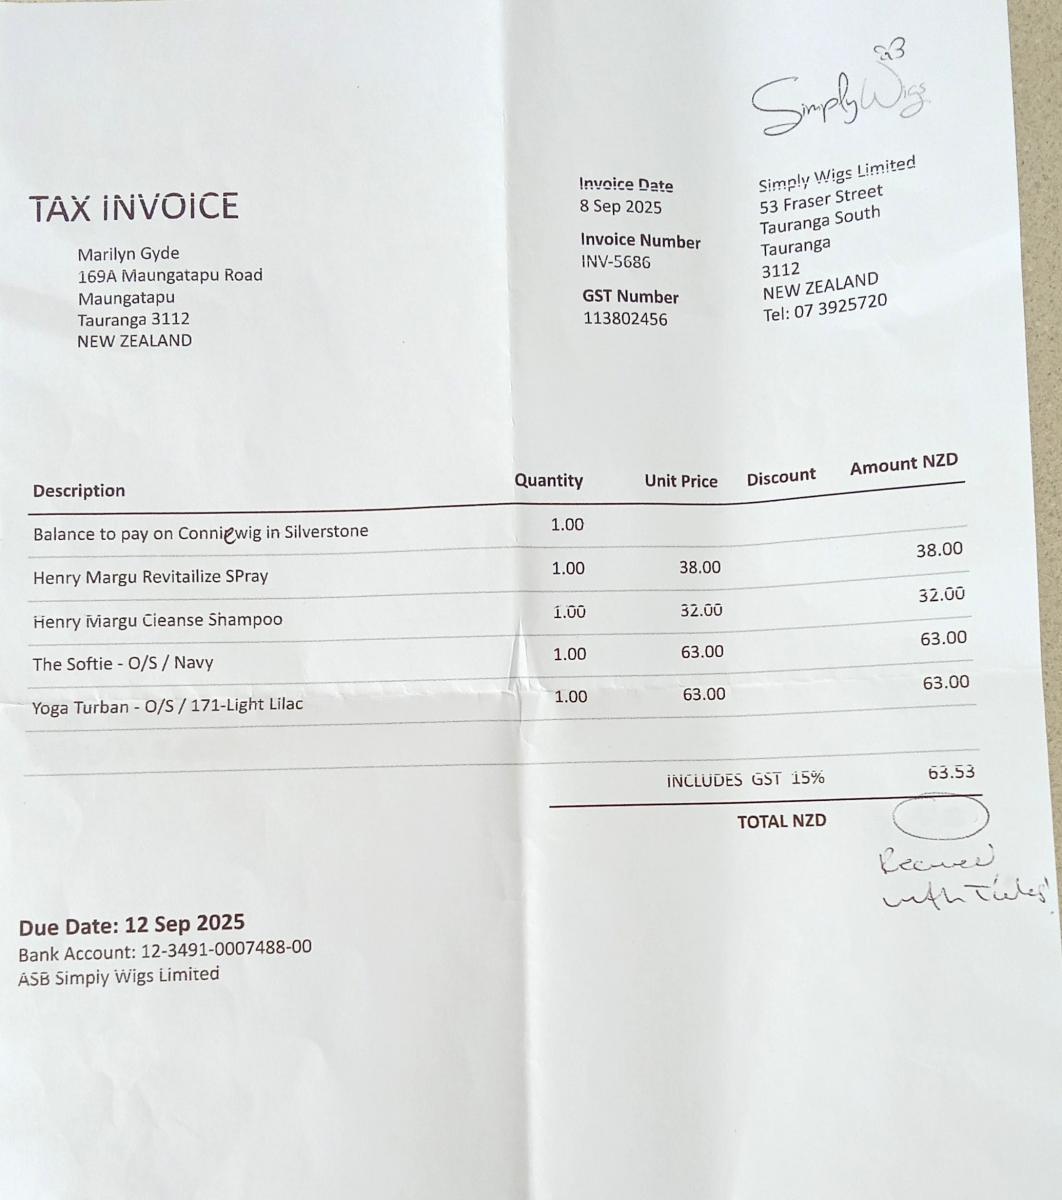 Simply Wigs
TAX INVOICE
Marilyn Gyde
169A Maungatapu Road
Maungatapu
Tauranga 3112
NEW ZEALAND
Invoice Date
8 Sep 2025
Invoice Number
INV-5686
GST Number
113802456
Simply Wigs Limited
53 Fraser Street
Tauranga South
Tauranga
3112
NEW ZEALAND
Tel: 07 3925720
Description Quantity Unit Price Discount Amount NZD
Balance to pay on Connie wig in Silverstone 1.00
Henry Margu Revitailize SPray 1.00 38.00 38.00
Henry Margu Cleanse Shampoo 1.00 32.00 32.00
The Softie - O/S / Navy 1.00 63.00 63.00
Yoga Turban - O/S / 171-Light Lilac 1.00 63.00 63.00
INCLUDES GST 15% 63.53
TOTAL NZD
with
Due Date: 12 Sep 2025
Bank Account: 12-3491-0007488-00
ASB Simply Wigs Limited